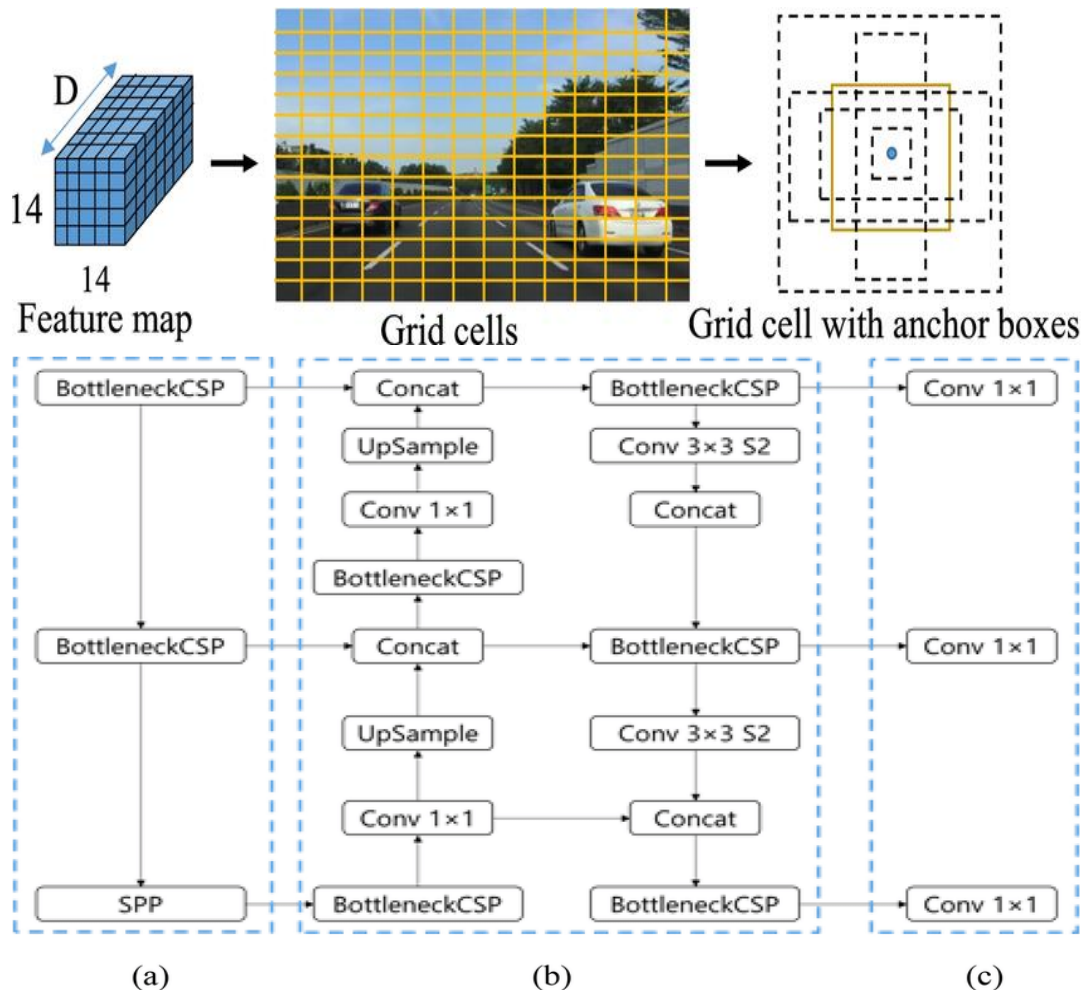 D
14
14
Feature map
Grid cells
Grid cell with anchor boxes
BottleneckCSP
Concat
BottleneckCSP
Conv 1×1
UpSample
Conv 3×3 S2
Conv 1×1
Concat
BottleneckCSP
BottleneckCSP
Concat
BottleneckCSP
Conv 1×1
UpSample
Conv 3×3 S2
Conv 1×1
Concat
SPP
BottleneckCSP
BottleneckCSP
Conv 1×1
(a)
(b)
(c)